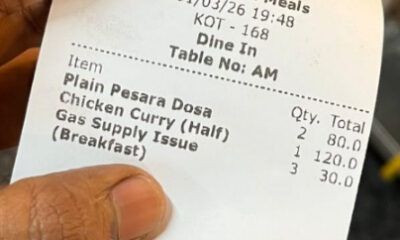 Meals
/03/26 19:48
KOT - 168
Dine In
Table No: AM
Item Qty. Total
Plain Pesara Dosa 2 80.0
Chicken Curry (Half) 1 120.0
Gas Supply Issue 3 30.0
(Breakfast)